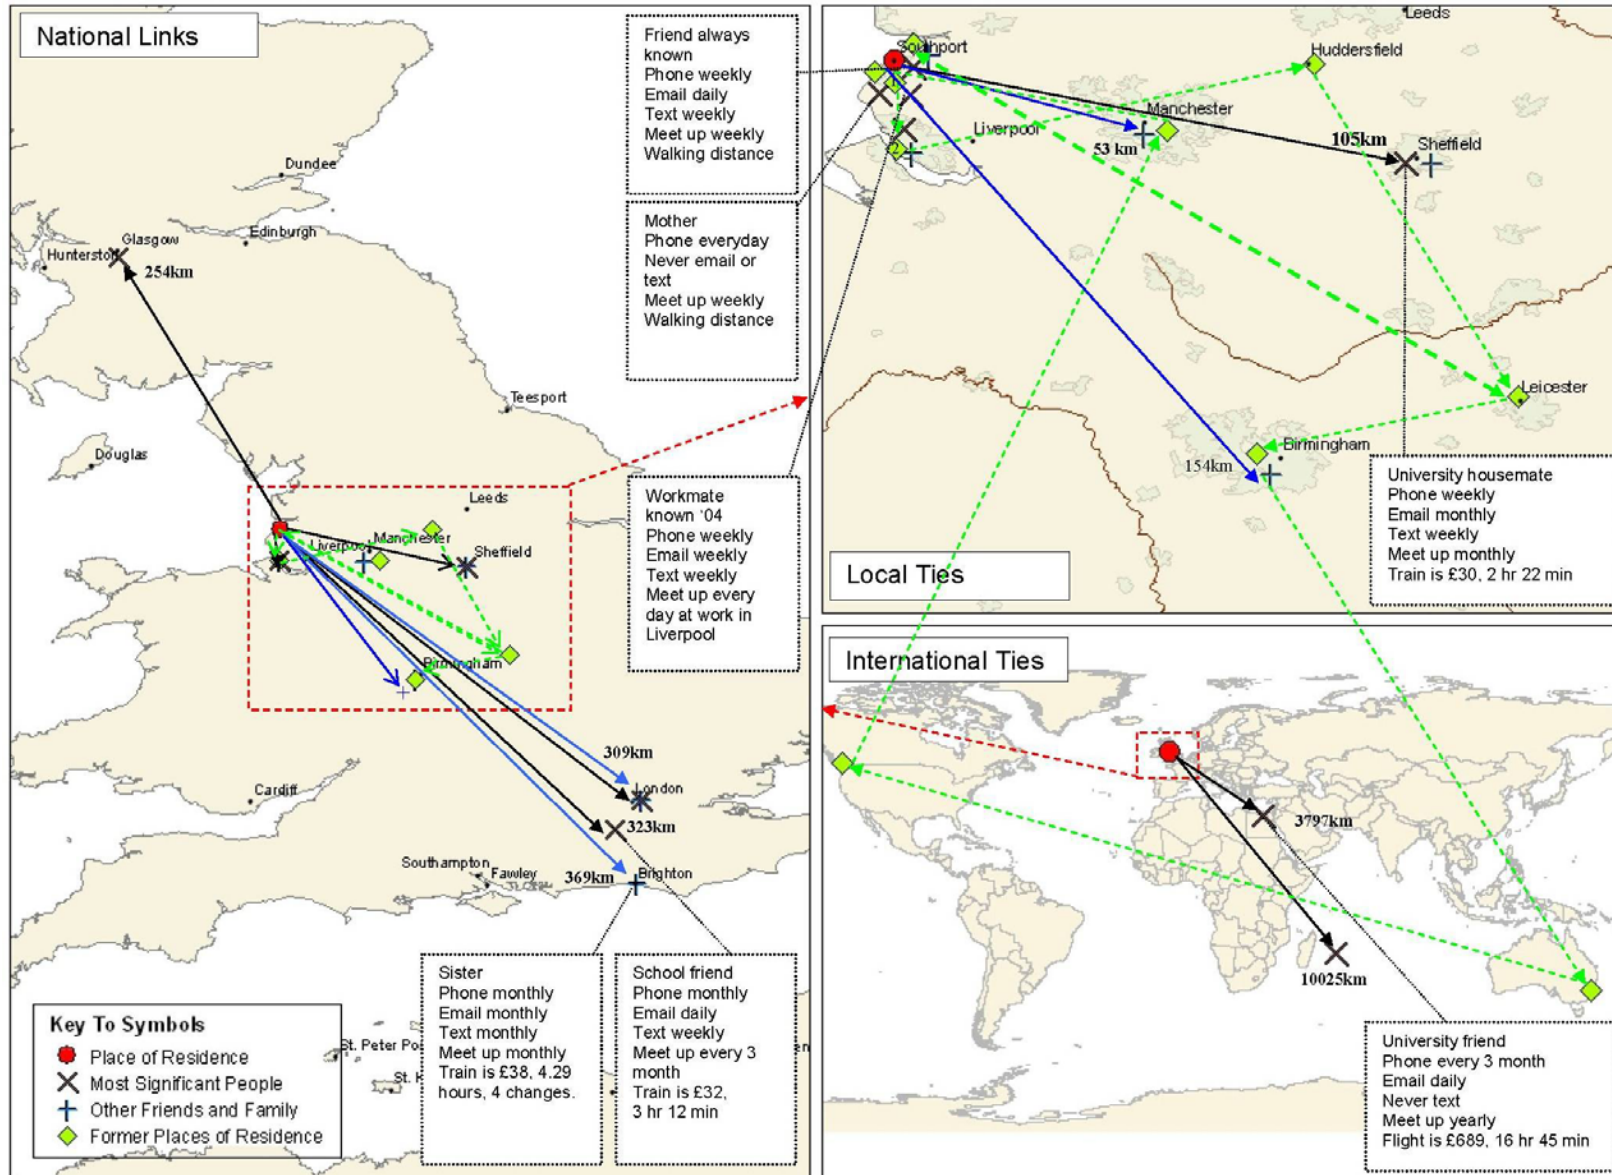 National Links
Dundee
Glasgow
Edinburgh
Hunterston
254km
Teesport
Douglas
Leeds
Liverpool
Manchester
Sheffield
Birmingham
309km
London
323km
Cardiff
Southampton
Fawley
369km
Brighton
Friend always
known
Phone weekly
Email daily
Text weekly
Meet up weekly
Walking distance
Mother
Phone everyday
Never email or
text
Meet up weekly
Walking distance
Workmate
known '04
Phone weekly
Email weekly
Text weekly
Meet up every
day at work in
Liverpool
Sister
Phone monthly
Email monthly
Text monthly
Meet up monthly
Train is £38, 4.29
hours, 4 changes.
School friend
Phone monthly
Email daily
Text weekly
Meet up every 3
month
Train is £32,
3 hr 12 min
Key To Symbols
Place of Residence
Most Significant People
Other Friends and Family
Former Places of Residence
St. Peter Po
St. H
en
Leeds
Southport
Huddersfield
1
Manchester
Liverpool
2
53 km
105km
Sheffield
Leicester
Birmingham
154km
Local Ties
University housemate
Phone weekly
Email monthly
Text weekly
Meet up monthly
Train is £30, 2 hr 22 min
International Ties
3797km
10025km
University friend
Phone every 3 month
Email daily
Never text
Meet up yearly
Flight is £689, 16 hr 45 min